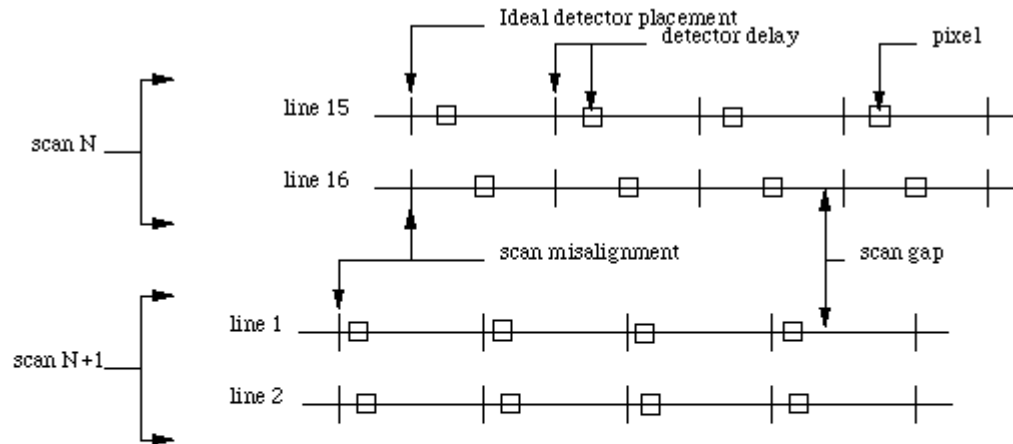 Ideal detector placement
detector delay
pixel
line 15
scan N
line 16
scan misalignment
scan gap
line 1
scan N+1
line 2